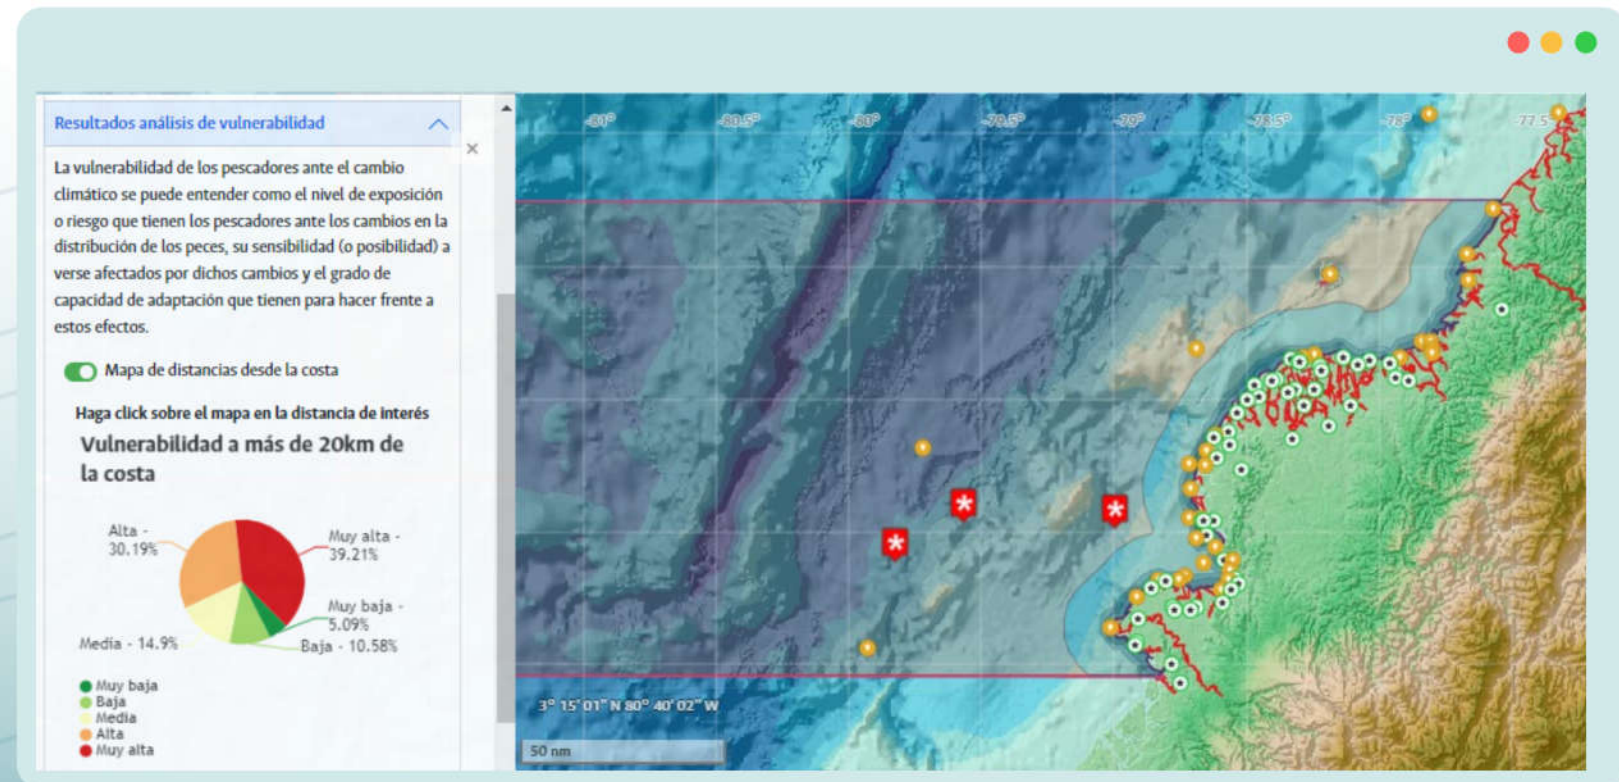 Resultados análisis de vulnerabilidad
La vulnerabilidad de los pescadores ante el cambio
climático se puede entender como el nivel de exposición
o riesgo que tienen los pescadores ante los cambios en la
distribución de los peces, su sensibilidad (o posibilidad) a
verse afectados por dichos cambios y el grado de
capacidad de adaptación que tienen para hacer frente a
estos efectos.
Mapa de distancias desde la costa
Haga click sobre el mapa en la distancia de interés
Vulnerabilidad a más de 20km de
la costa
Alta -
30.19%
Muy alta -
39.21%
Muy baja -
5.09%
Media - 14.9%
Baja - 10.58%
Muy baja
Baja
Media
Alta
Muy alta
-81° -80.5° -80° -79.5° -79° -78.5° -78° -77.5
3° 15' 01" N 80° 40' 02" W
50 nm